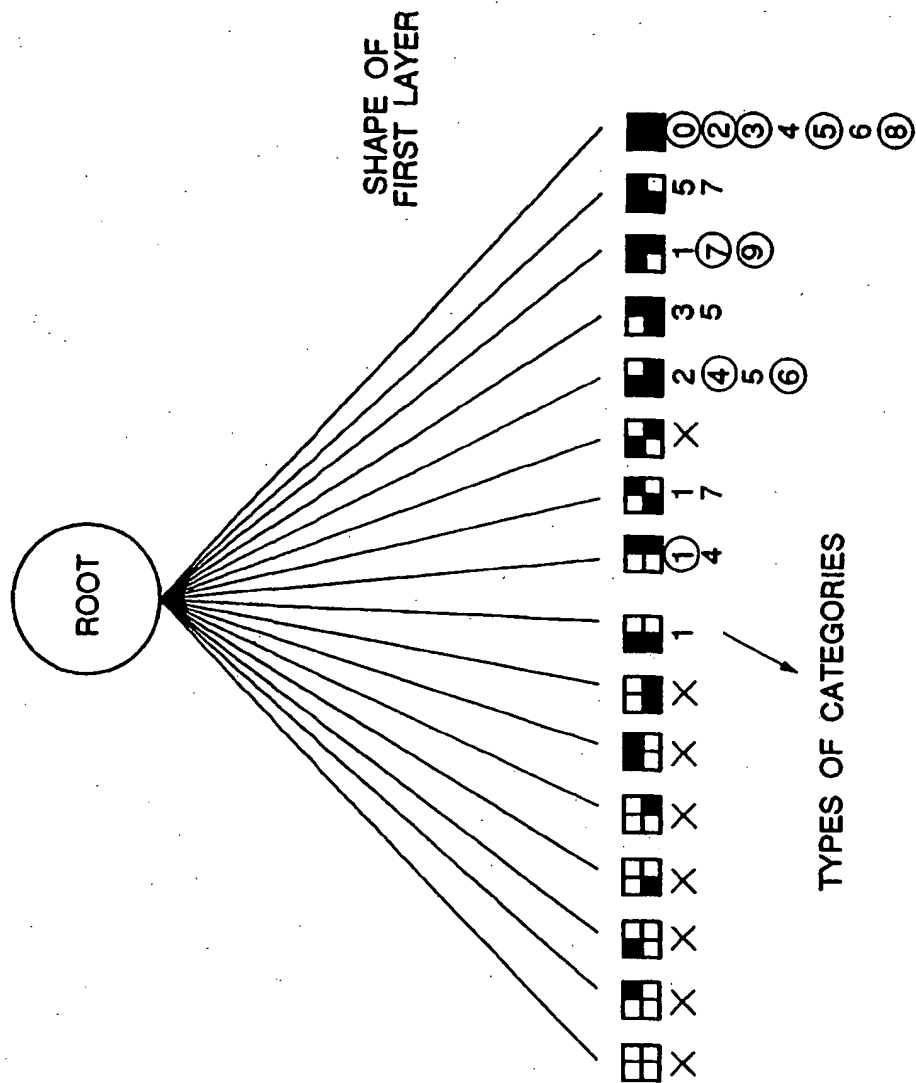 ROOT
SHAPE OF
FIRST LAYER
X
X
X
X
X
X
X
1
①
4
1
7
X
2
④
5
⑥
3
5
1
⑦
⑨
5
7
⓪
②
③
4
⑤
6
⑧
TYPES OF CATEGORIES